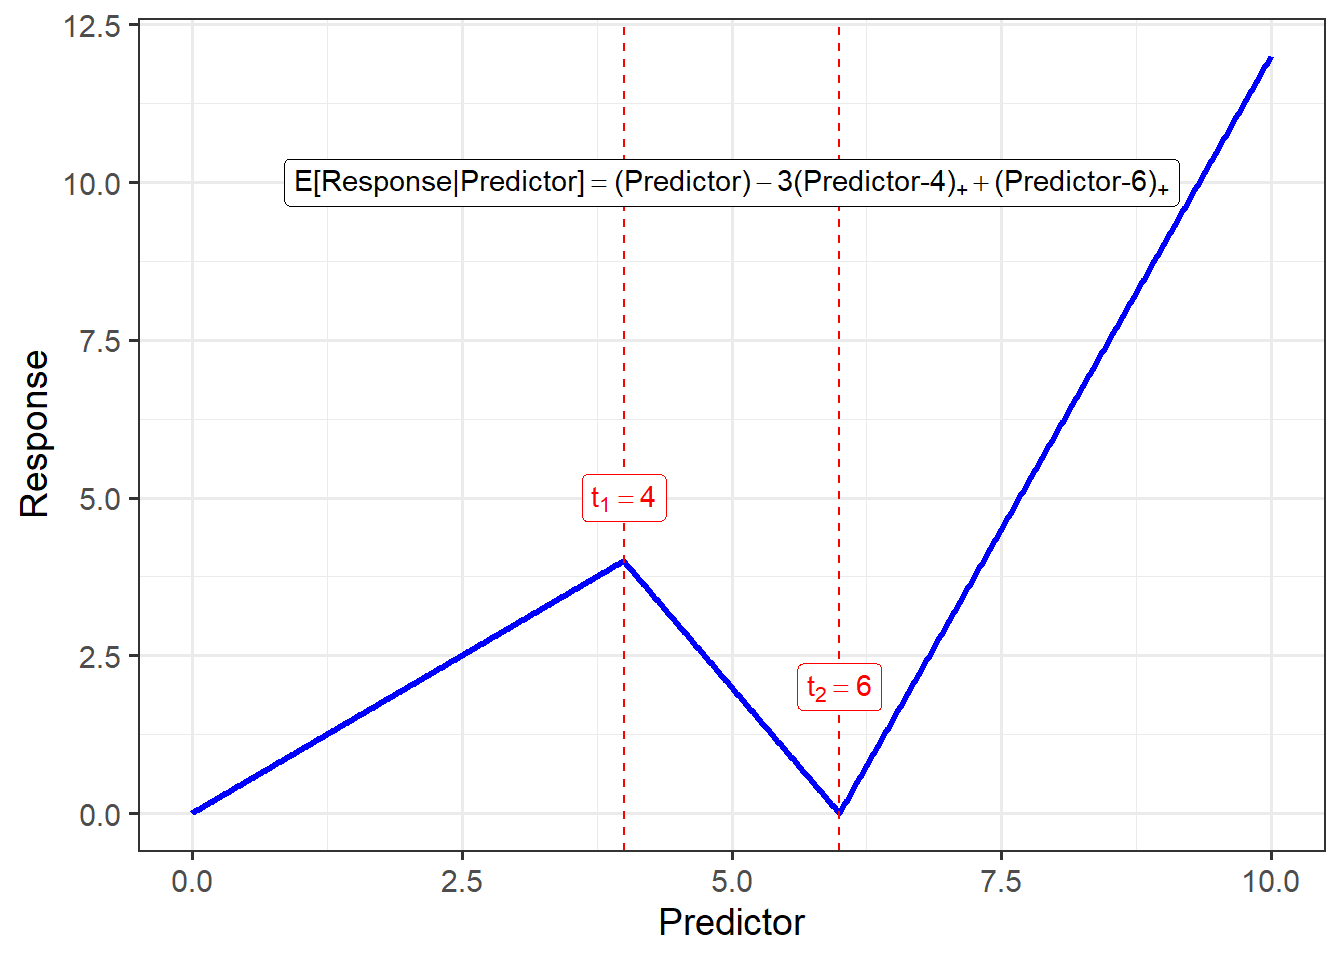 12.5
E[Response|Predictor] = (Predictor) − 3(Predictor-4)₊ + (Predictor-6)₊
10.0
7.5
t₁ = 4
5.0
t₂ = 6
2.5
0.0
Response
0.0 2.5 5.0 7.5 10.0
Predictor